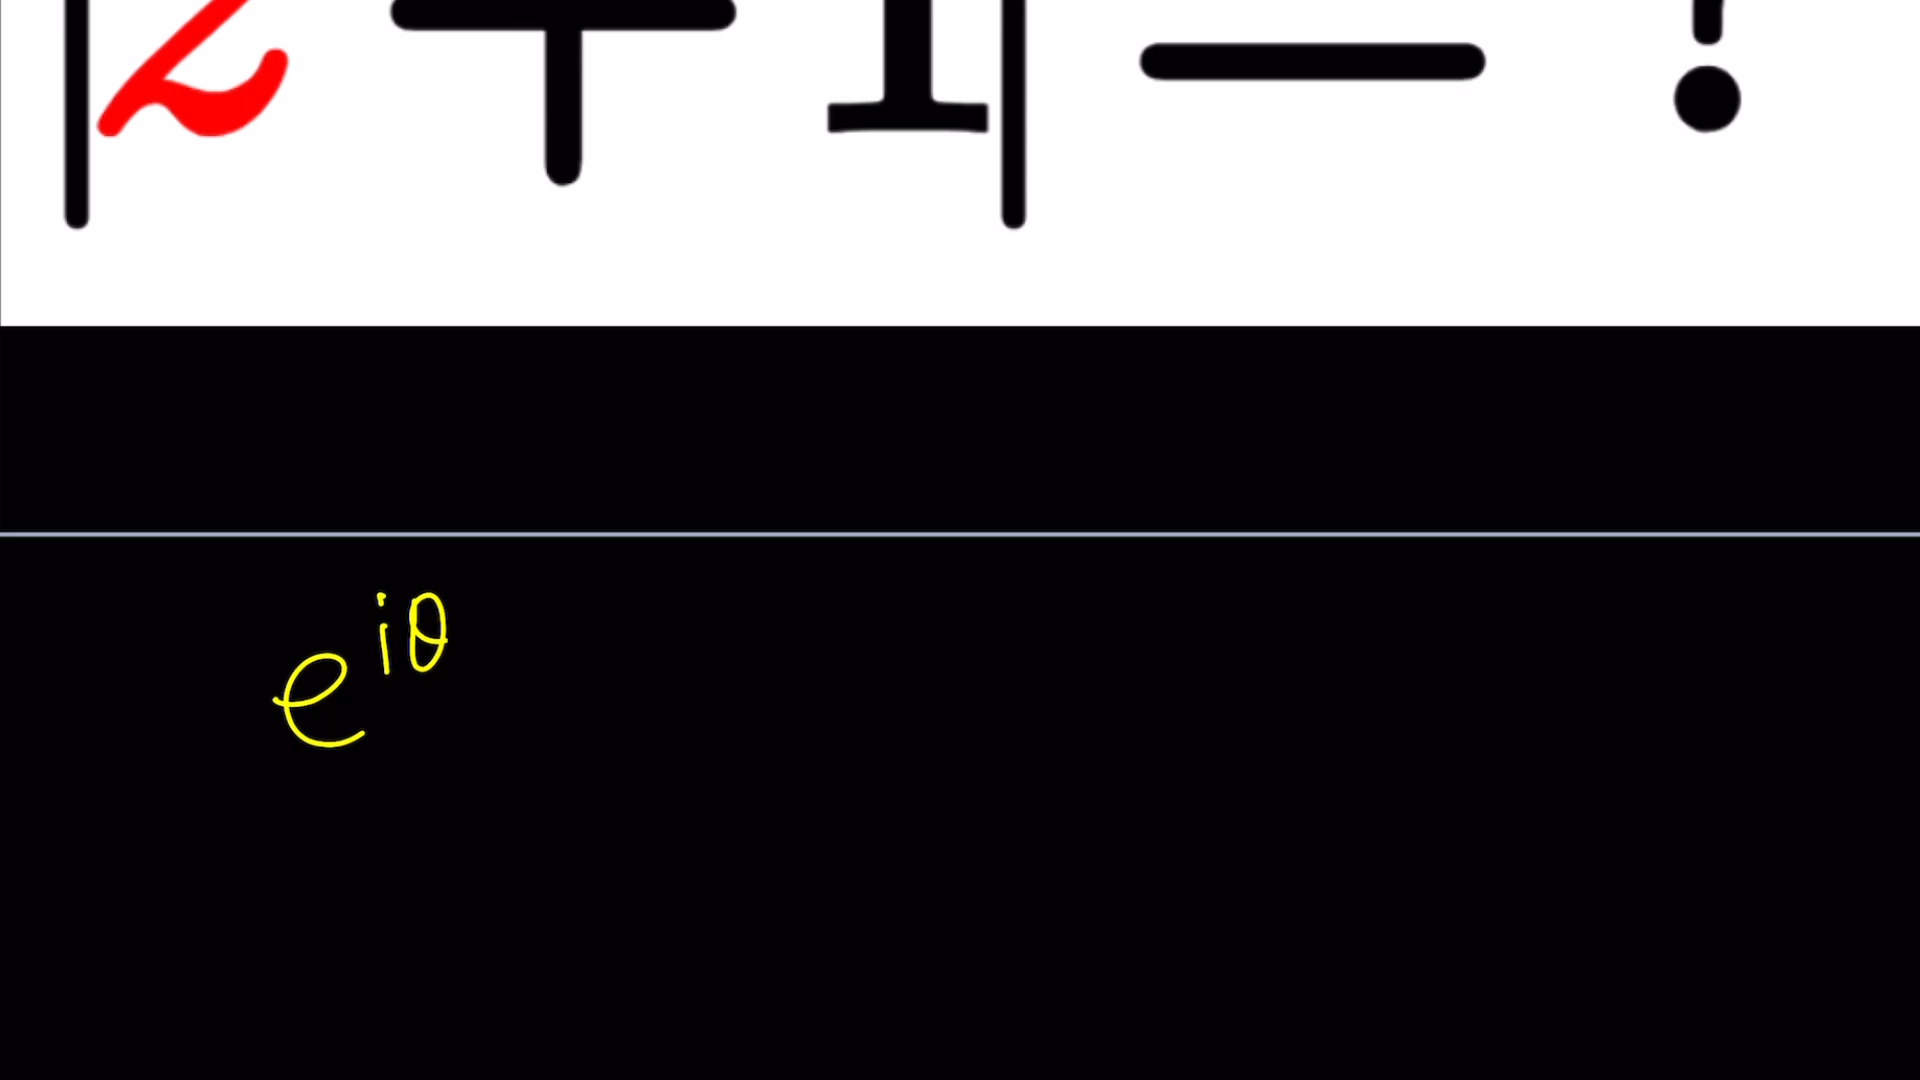 |z + 1| = ?
e^{iθ}